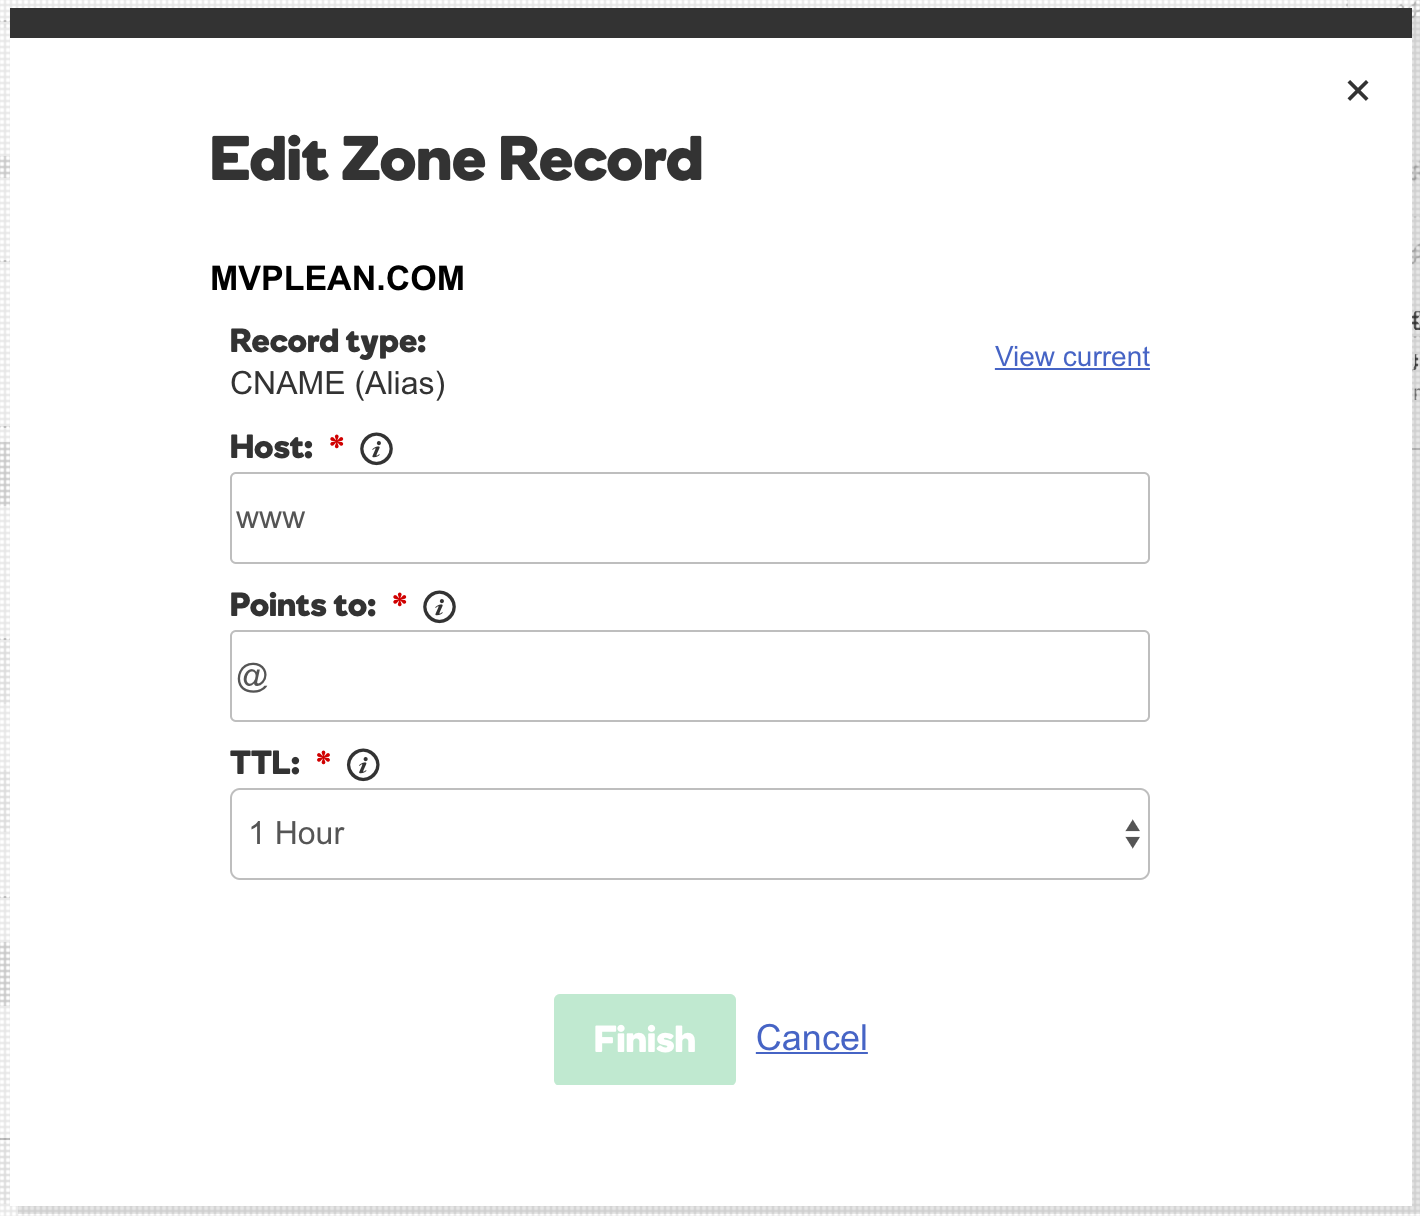 Edit Zone Record
MVPLEAN.COM
Record type:
View current
CNAME (Alias)
Host: * i
www
Points to: * i
@
TTL: * i
1 Hour
Finish Cancel